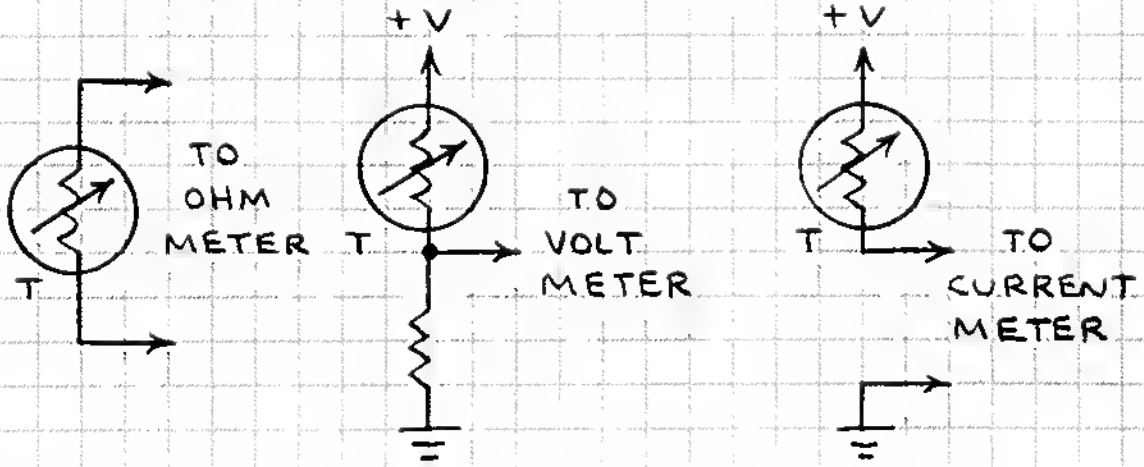 TO
OHM
METER
T
+V
T
TO
VOLT
METER
+V
T
TO
CURRENT
METER